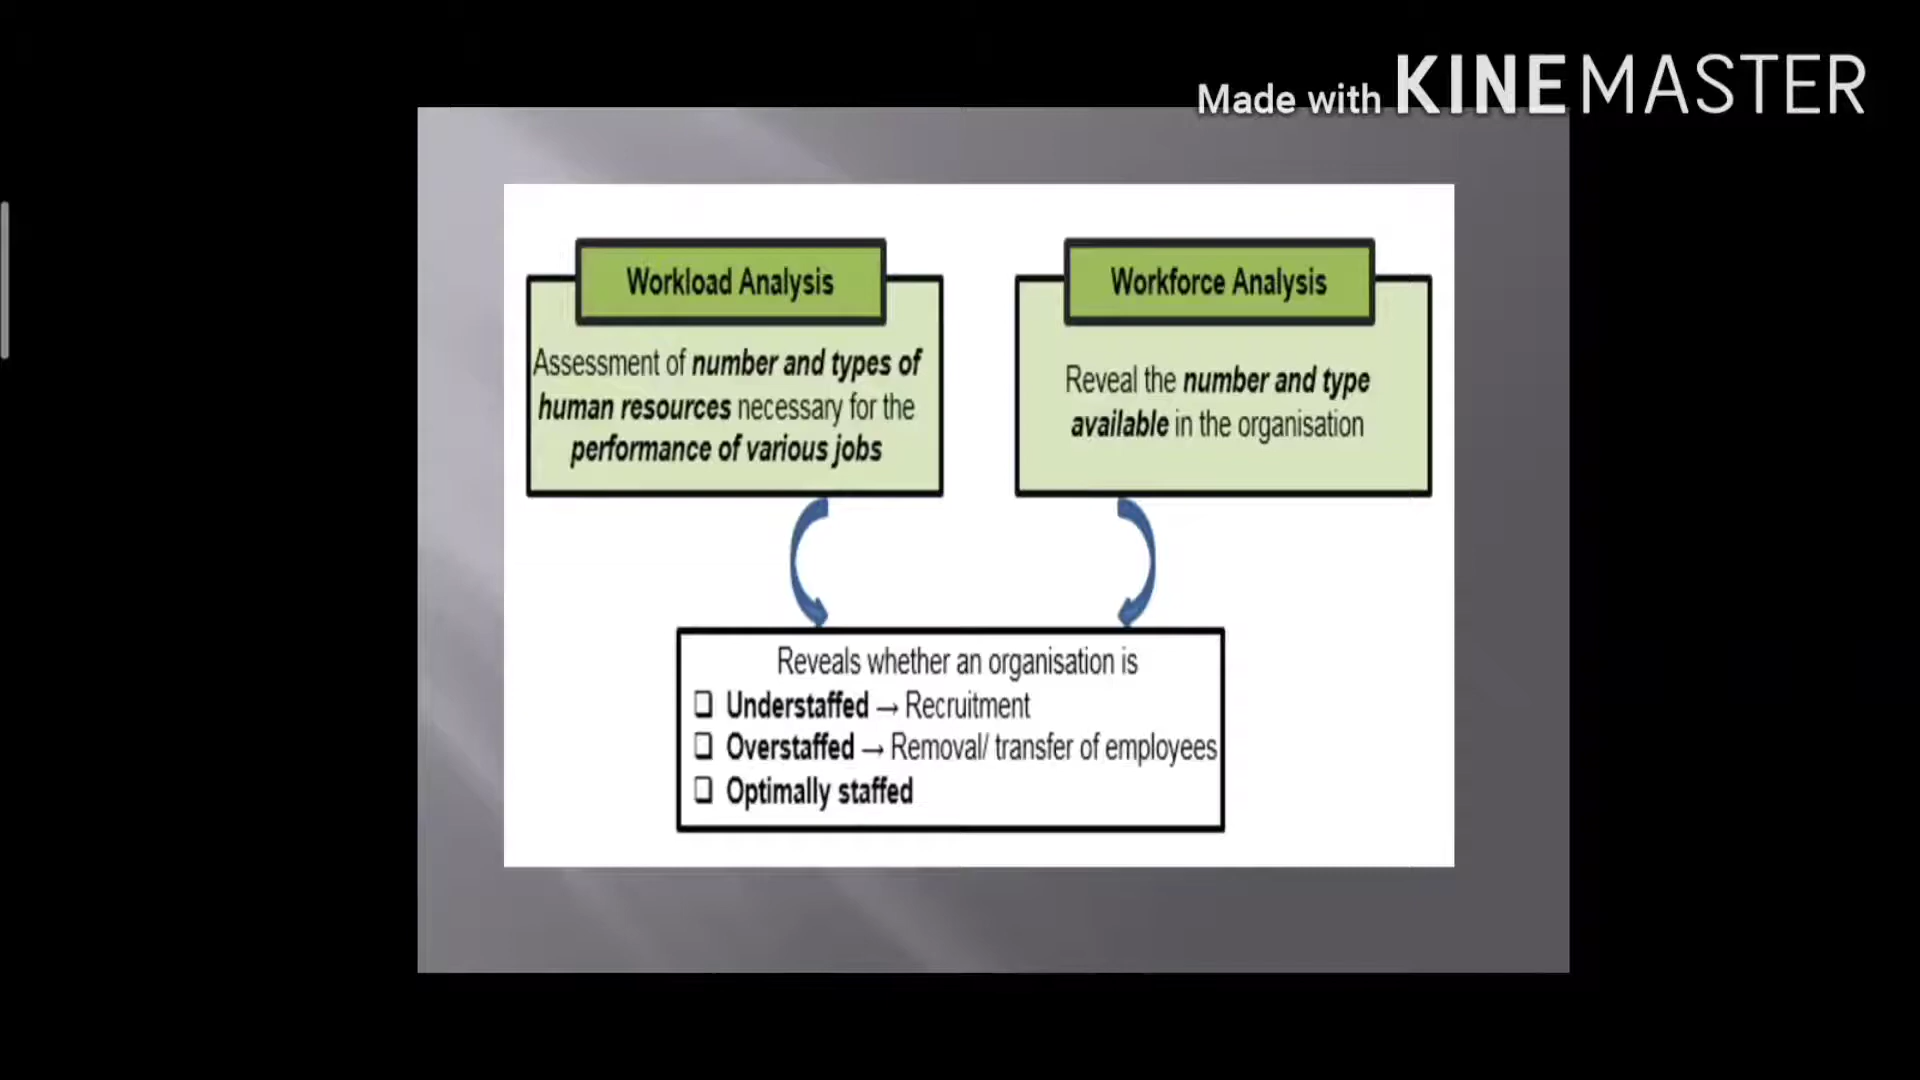 Made with KINEMASTER
Workload Analysis
Assessment of number and types of
human resources necessary for the
performance of various jobs
Workforce Analysis
Reveal the number and type
available in the organisation
Reveals whether an organisation is
❑ Understaffed → Recruitment
❑ Overstaffed → Removal/ transfer of employees
❑ Optimally staffed